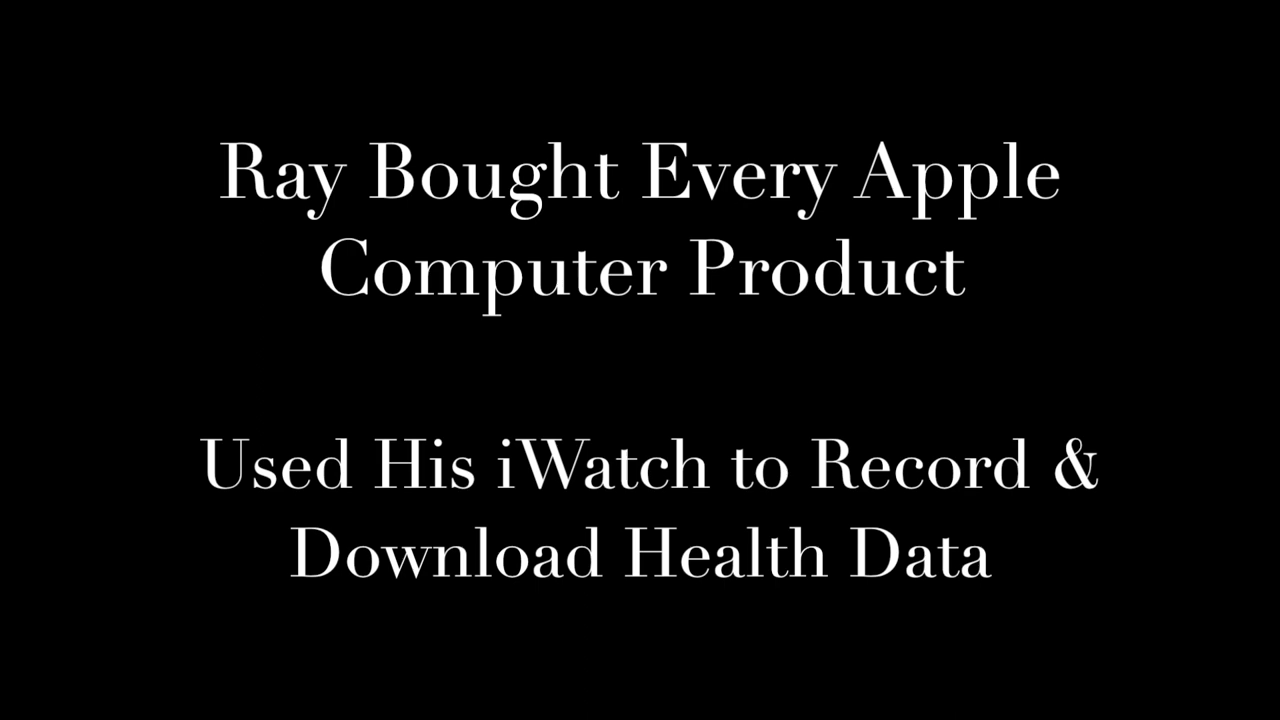 Ray Bought Every Apple
Computer Product
Used His iWatch to Record &
Download Health Data